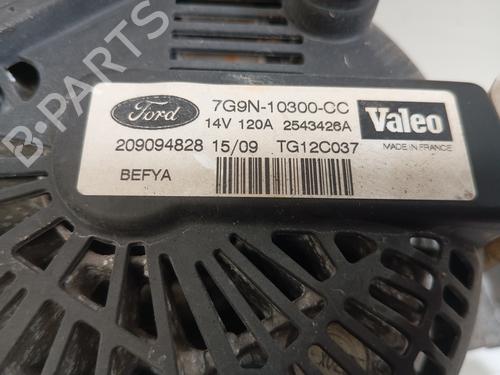 Ford
7G9N-10300-CC
14V 120A 2543426A
Valeo
MADE IN FRANCE
209094828 15/09 TG12C037
BEFYA
B-PARTS